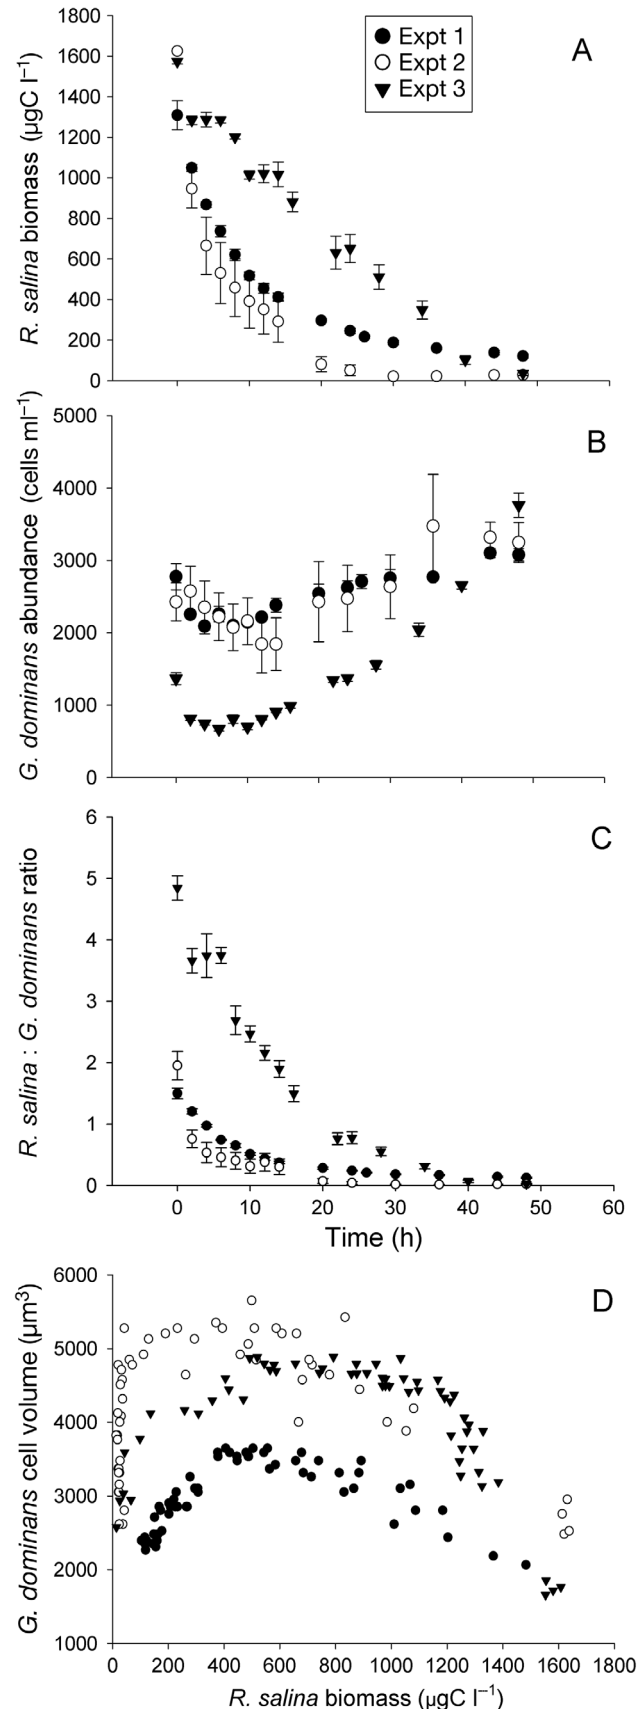 1800
1600
1400
1200
1000
800
600
400
200
0
R. salina biomass (µgC l⁻¹)
Expt 1
Expt 2
Expt 3
A
5000
4000
3000
2000
1000
0
G. dominans abundance (cells ml⁻¹)
B
6
5
4
3
2
1
0
R. salina : G. dominans ratio
C
0 10 20 30 40 50 60
Time (h)
6000
5000
4000
3000
2000
1000
G. dominans cell volume (µm³)
D
0 200 400 600 800 1000 1200 1400 1600 1800
R. salina biomass (µgC l⁻¹)